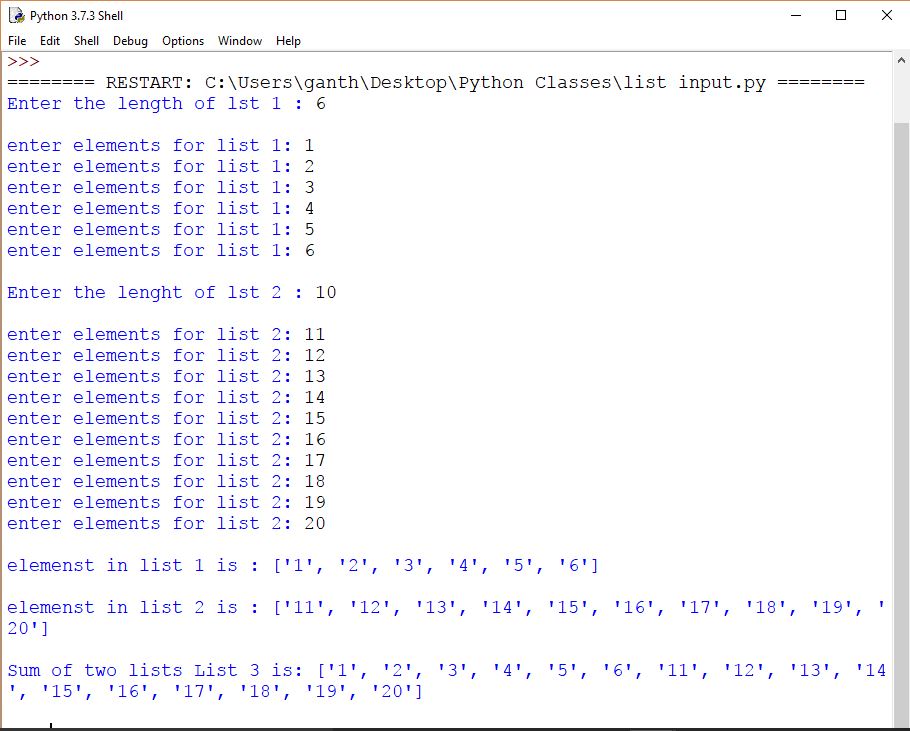 Python 3.7.3 Shell
File Edit Shell Debug Options Window Help
>>>
======== RESTART: C:\Users\ganth\Desktop\Python Classes\list input.py ========
Enter the length of lst 1 : 6
enter elements for list 1: 1
enter elements for list 1: 2
enter elements for list 1: 3
enter elements for list 1: 4
enter elements for list 1: 5
enter elements for list 1: 6
Enter the lenght of lst 2 : 10
enter elements for list 2: 11
enter elements for list 2: 12
enter elements for list 2: 13
enter elements for list 2: 14
enter elements for list 2: 15
enter elements for list 2: 16
enter elements for list 2: 17
enter elements for list 2: 18
enter elements for list 2: 19
enter elements for list 2: 20
elemenst in list 1 is : ['1', '2', '3', '4', '5', '6']
elemenst in list 2 is : ['11', '12', '13', '14', '15', '16', '17', '18', '19', '
20']
Sum of two lists List 3 is: ['1', '2', '3', '4', '5', '6', '11', '12', '13', '14
', '15', '16', '17', '18', '19', '20']